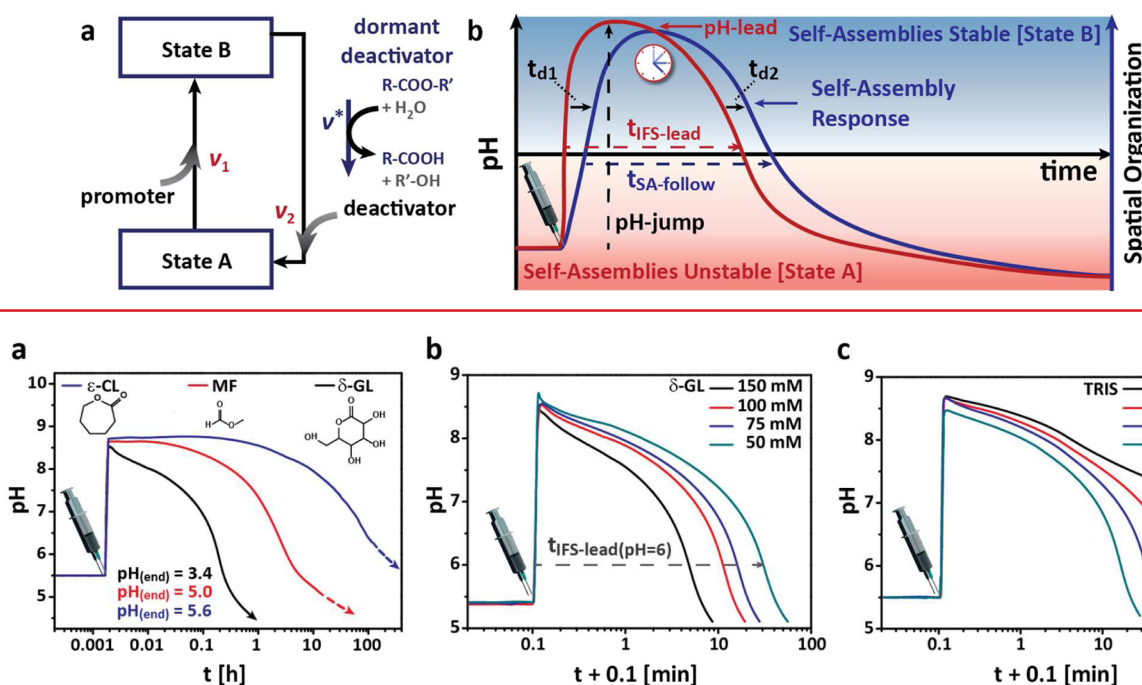 a
State B
State A
promoter
v1
v2
deactivator
dormant
deactivator
R-COO-R'
+ H2O
v*
R-COOH
+ R'-OH
b
pH-lead
Self-Assemblies Stable [State B]
td1
td2
Self-Assembly
Response
tIFS-lead
pH
time
tSA-follow
pH-jump
Self-Assemblies Unstable [State A]
Spatial Organization
a
ε-CL
MF
δ-GL
O
O
H
O
O
HO
O
O
OH
OH
OH
10
9
8
7
6
5
pH
pH(end) = 3.4
pH(end) = 5.0
pH(end) = 5.6
0.001 0.01 0.1 1 10 100
t [h]
b
δ-GL
150 mM
100 mM
75 mM
50 mM
9
8
7
6
5
pH
tIFS-lead(pH=6)
0.1 1 10 100
t + 0.1 [min]
c
TRIS
9
8
7
6
5
pH
0.1 1 10
t + 0.1 [min]